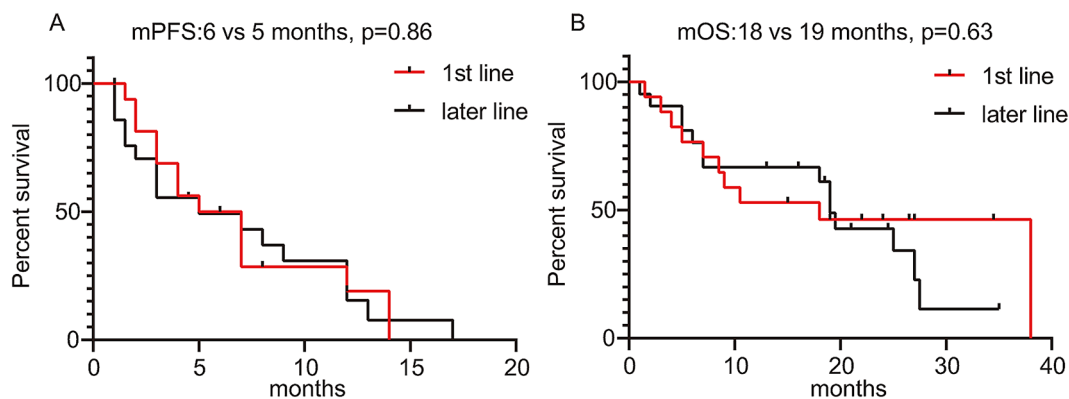 A
mPFS:6 vs 5 months, p=0.86
1st line
later line
Percent survival
100
50
0
0 5 10 15 20
months
B
mOS:18 vs 19 months, p=0.63
1st line
later line
Percent survival
100
50
0
0 10 20 30 40
months